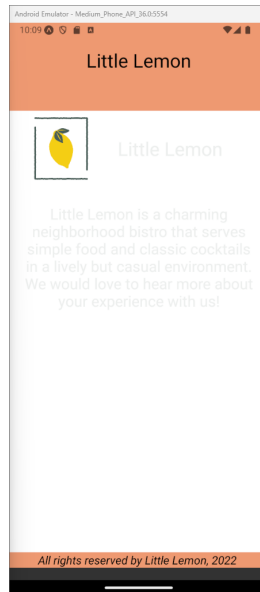 Android Emulator - Medium_Phone_API_36.0:5554
10:09
Little Lemon
Little Lemon
Little Lemon is a charming
neighborhood bistro that serves
simple food and classic cocktails
in a lively but casual environment.
We would love to hear more about
your experience with us!
All rights reserved by Little Lemon, 2022